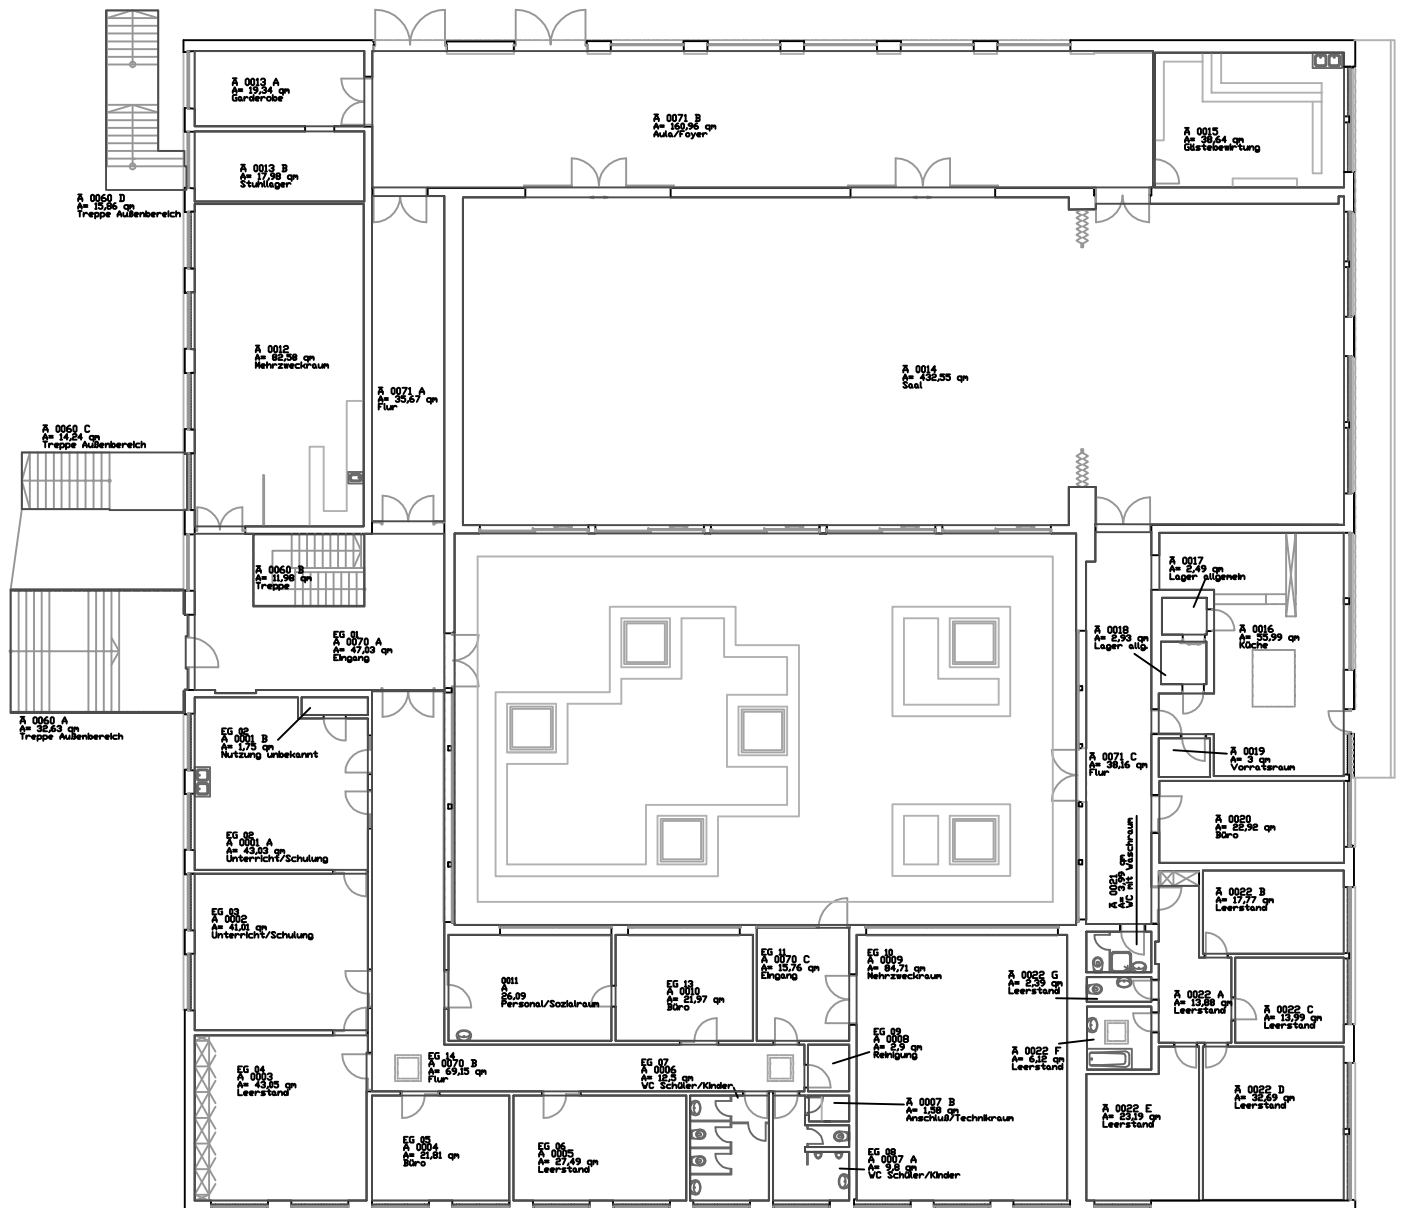 Ā 0013 A
A= 19,34 qm
Garderobe
Ā 0071 B
A= 160,96 qm
Aula/Foyer
Ā 0015
A= 38,64 qm
Gästebewirtung
Ā 0013 B
A= 17,98 qm
Stuhllager
Ā 0060 D
A= 15,86 qm
Treppe Außenbereich
Ā 0012
A= 82,58 qm
Mehrzweckraum
Ā 0071 A
A= 35,67 qm
Flur
Ā 0014
A= 432,55 qm
Saal
Ā 0060 C
A= 14,24 qm
Treppe Außenbereich
Ā 0060 B
A= 11,98 qm
Treppe
EG 01
A 0070 A
A= 47,03 qm
Eingang
Ā 0017
A= 2,49 qm
Lager allgemein
Ā 0018
A= 2,93 qm
Lager allg.
Ā 0016
A= 55,99 qm
Küche
Ā 0060 A
A= 32,63 qm
Treppe Außenbereich
EG 02
A 0001 B
A= 1,75 qm
Nutzung unbekannt
Ā 0071 C
A= 38,16 qm
Flur
Ā 0019
A= 3 qm
Vorratsraum
EG 02
A 0001 A
A= 43,03 qm
Unterricht/Schulung
Ā 0020
A= 22,92 qm
Büro
Ā 0021
A= 3,99 qm
WC mit Waschraum
EG 03
A 0002
A= 41,01 qm
Unterricht/Schulung
Ā 0022 B
A= 17,77 qm
Leerstand
0011
A
26,09
Personal/Sozialraum
EG 13
A 0010
A= 21,97 qm
Büro
EG 11
A 0070 C
A= 15,76 qm
Eingang
EG 10
A 0009
A= 84,71 qm
Mehrzweckraum
Ā 0022 G
A= 2,39 qm
Leerstand
Ā 0022 A
A= 13,88 qm
Leerstand
Ā 0022 C
A= 13,99 qm
Leerstand
EG 04
A 0003
A= 43,05 qm
Leerstand
EG 14
A 0070 B
A= 69,15 qm
Flur
EG 07
A 0006
A= 12,5 qm
WC Schüler/Kinder
EG 09
A 0008
A= 2,9 qm
Reinigung
Ā 0022 F
A= 6,12 qm
Leerstand
Ā 0007 B
A= 1,58 qm
Anschluß/Technikraum
Ā 0022 E
A= 23,19 qm
Leerstand
Ā 0022 D
A= 32,69 qm
Leerstand
EG 05
A 0004
A= 21,81 qm
Büro
EG 06
A 0005
A= 27,49 qm
Leerstand
EG 08
A 0007 A
A= 9,8 qm
WC Schüler/Kinder